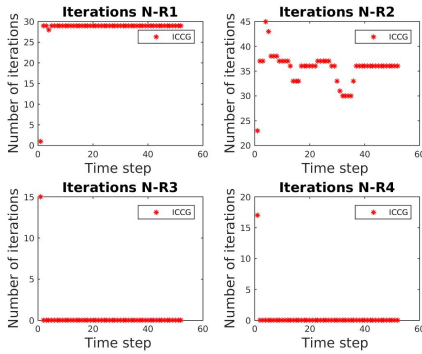 Iterations N-R1
Number of iterations
30
25
20
15
10
5
0
0 20 40 60
Time step
ICCG
Iterations N-R2
Number of iterations
45
40
35
30
25
20
0 20 40 60
Time step
ICCG
Iterations N-R3
Number of iterations
15
10
5
0
0 20 40 60
Time step
ICCG
Iterations N-R4
Number of iterations
20
15
10
5
0
0 20 40 60
Time step
ICCG